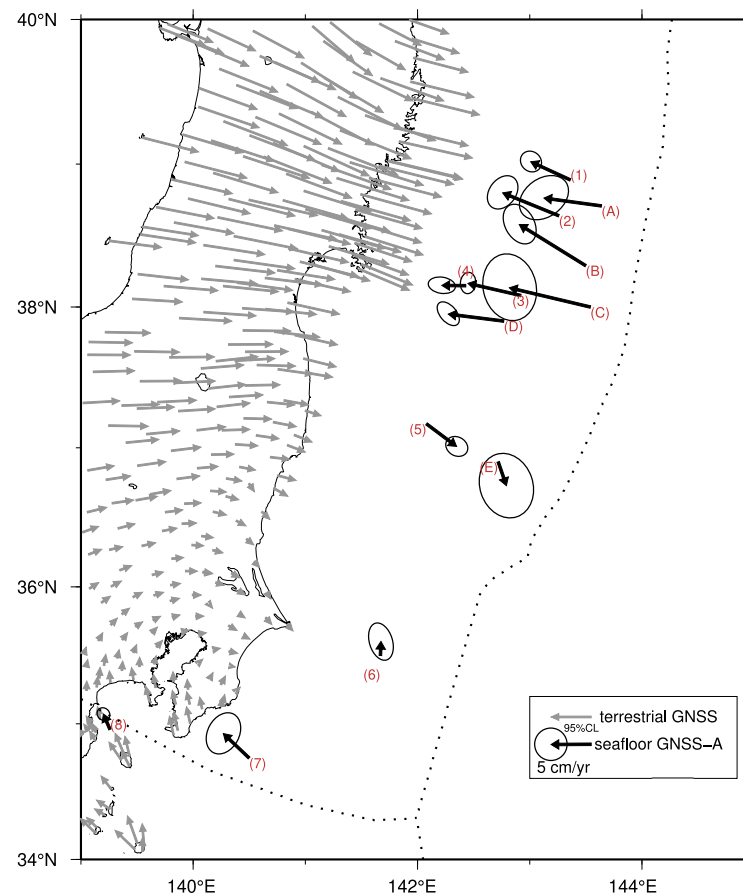 40°N
(1)
(A)
(2)
(B)
(4)
(3)
38°N
(C)
(D)
(5)
(E)
36°N
(6)
(8)
(7)
terrestrial GNSS
95%CL
seafloor GNSS-A
5 cm/yr
34°N
140°E
142°E
144°E